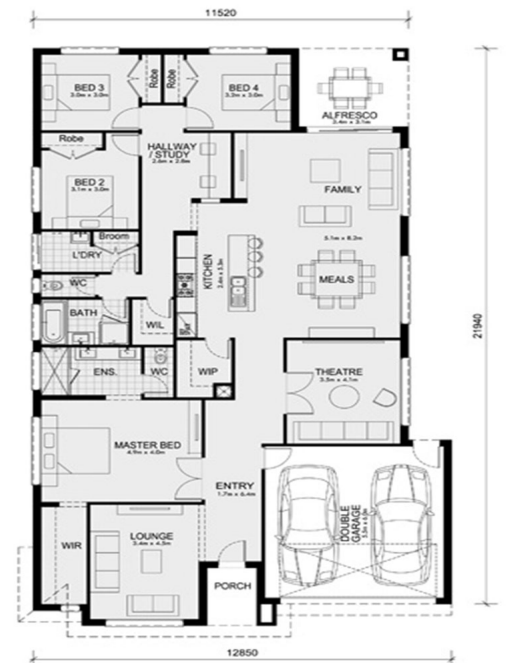 11520
BED 3
3.0m x 3.0m
Robe
Robe
BED 4
3.2m x 3.0m
ALFRESCO
3.4m x 3.1m
Robe
HALLWAY
/ STUDY
2.6m x 2.8m
BED 2
3.1m x 3.0m
FAMILY
5.1m x 8.2m
Broom
L'DRY
WC
KITCHEN
MEALS
BATH
WIL
21940
ENS.
WC
WIP
THEATRE
3.5m x 4.1m
MASTER BED
4.9m x 4.0m
ENTRY
1.7m x 6.4m
DOUBLE
GARAGE
WIR
LOUNGE
3.4m x 4.5m
PORCH
12850